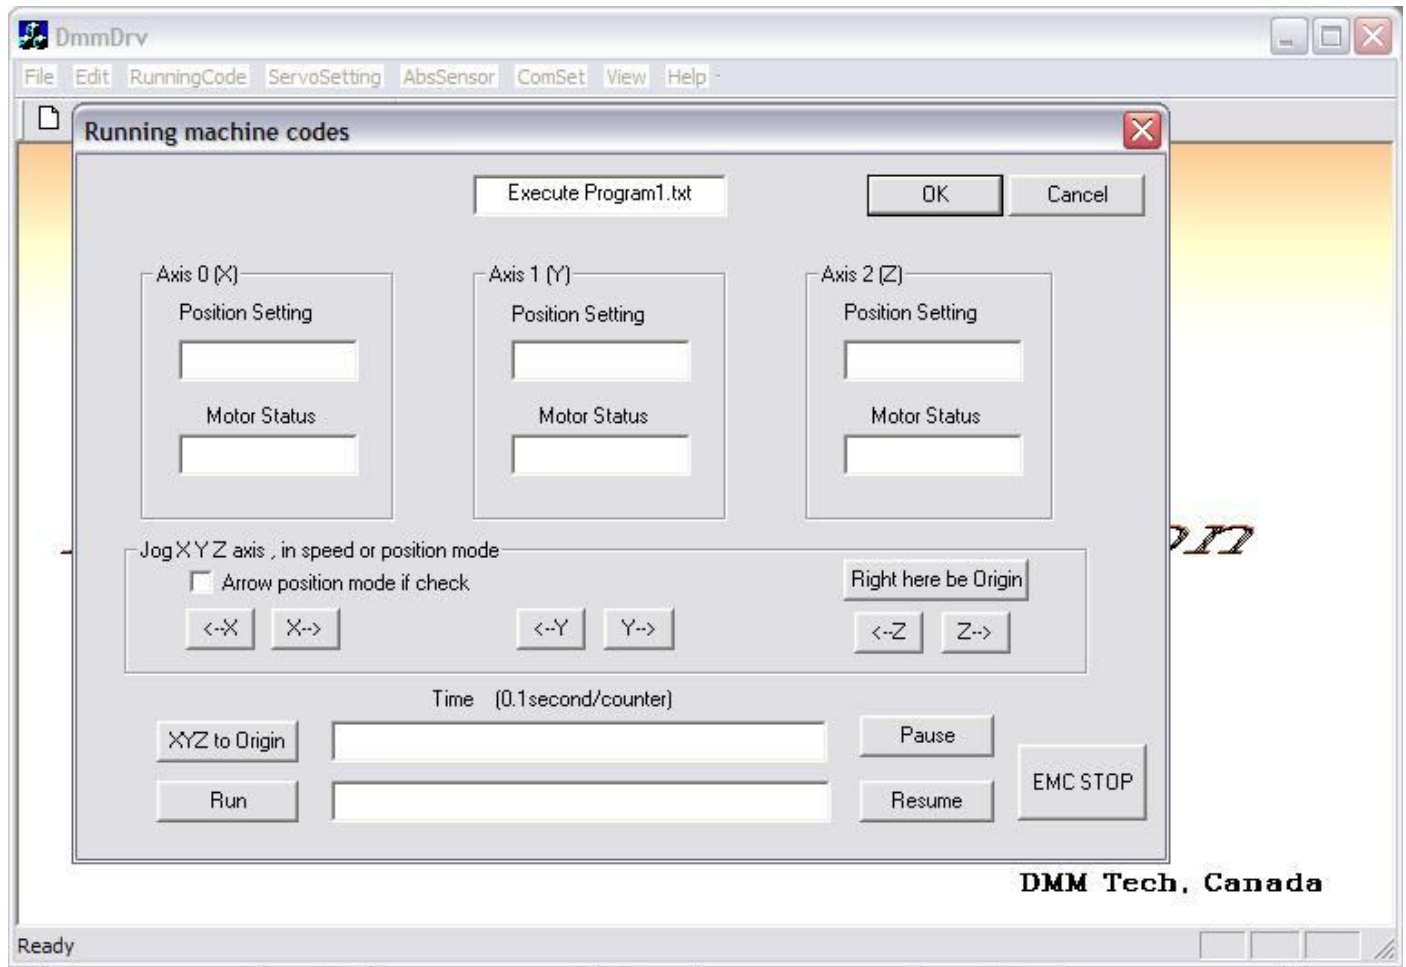 DmmDrv
File Edit RunningCode ServoSetting AbsSensor ComSet View Help
Running machine codes
Execute Program1.txt OK Cancel
Axis 0 (X) Axis 1 (Y) Axis 2 (Z)
Position Setting Position Setting Position Setting
Motor Status Motor Status Motor Status
Jog X Y Z axis , in speed or position mode
Arrow position mode if check Right here be Origin
<--X X--> <--Y Y--> <--Z Z-->
Time (0.1second/counter)
XYZ to Origin Pause
EMC STOP
Run Resume
DMM Tech, Canada
Ready